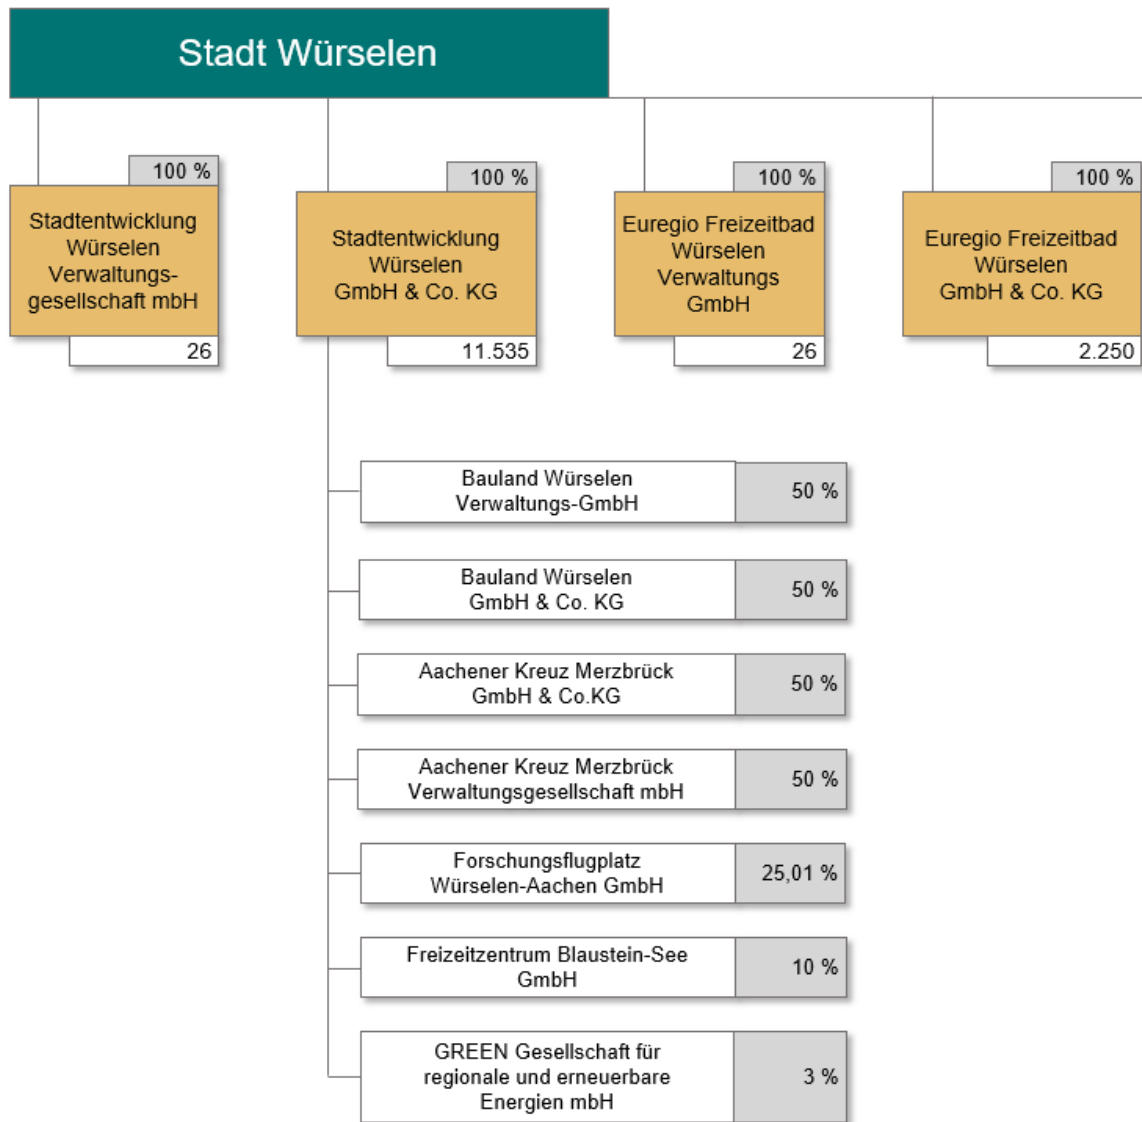 Stadt Würselen
100 %
Stadtentwicklung
Würselen
Verwaltungs-
gesellschaft mbH
26
100 %
Stadtentwicklung
Würselen
GmbH & Co. KG
11.535
100 %
Euregio Freizeitbad
Würselen
Verwaltungs
GmbH
26
100 %
Euregio Freizeitbad
Würselen
GmbH & Co. KG
2.250
Bauland Würselen
Verwaltungs-GmbH
50 %
Bauland Würselen
GmbH & Co. KG
50 %
Aachener Kreuz Merzbrück
GmbH & Co.KG
50 %
Aachener Kreuz Merzbrück
Verwaltungsgesellschaft mbH
50 %
Forschungsflugplatz
Würselen-Aachen GmbH
25,01 %
Freizeitzentrum Blaustein-See
GmbH
10 %
GREEN Gesellschaft für
regionale und erneuerbare
Energien mbH
3 %